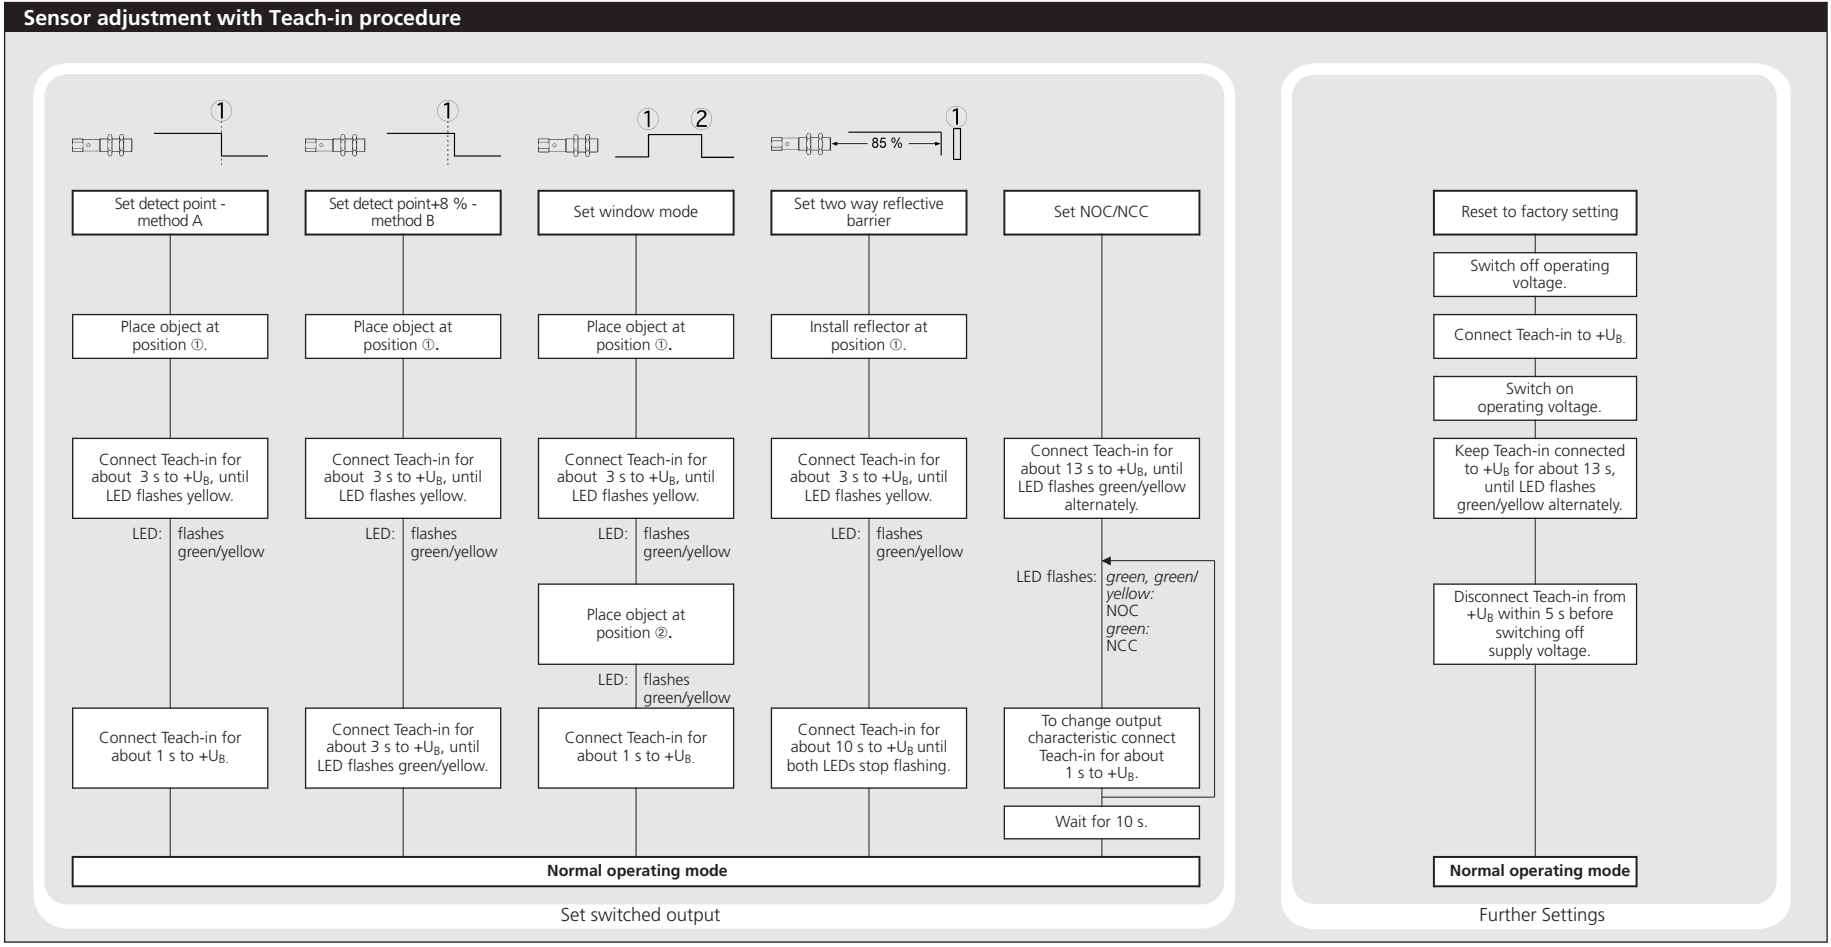 Sensor adjustment with Teach-in procedure
①
①
① ②
①
85 %
Set detect point -
method A
Place object at
position ①.
Connect Teach-in for
about  3 s to +UB, until
LED flashes yellow.
LED: flashes
green/yellow
Connect Teach-in for
about 1 s to +UB.
Set detect point+8 % -
method B
Place object at
position ①.
Connect Teach-in for
about  3 s to +UB, until
LED flashes yellow.
LED: flashes
green/yellow
Connect Teach-in for
about 3 s to +UB, until
LED flashes green/yellow.
Set window mode
Place object at
position ①.
Connect Teach-in for
about  3 s to +UB, until
LED flashes yellow.
LED: flashes
green/yellow
Place object at
position ②.
LED: flashes
green/yellow
Connect Teach-in for
about 1 s to +UB.
Set two way reflective
barrier
Install reflector at
position ①.
Connect Teach-in for
about  3 s to +UB, until
LED flashes yellow.
LED: flashes
green/yellow
Connect Teach-in for
about 10 s to +UB until
both LEDs stop flashing.
Set NOC/NCC
Connect Teach-in for
about 13 s to +UB, until
LED flashes green/yellow
alternately.
LED flashes: green, green/
yellow:
NOC
green:
NCC
To change output
characteristic connect
Teach-in for about
1 s to +UB.
Wait for 10 s.
Normal operating mode
Set switched output
Reset to factory setting
Switch off operating
voltage.
Connect Teach-in to +UB.
Switch on
operating voltage.
Keep Teach-in connected
to +UB for about 13 s,
until LED flashes
green/yellow alternately.
Disconnect Teach-in from
+UB within 5 s before
switching off
supply voltage.
Normal operating mode
Further Settings